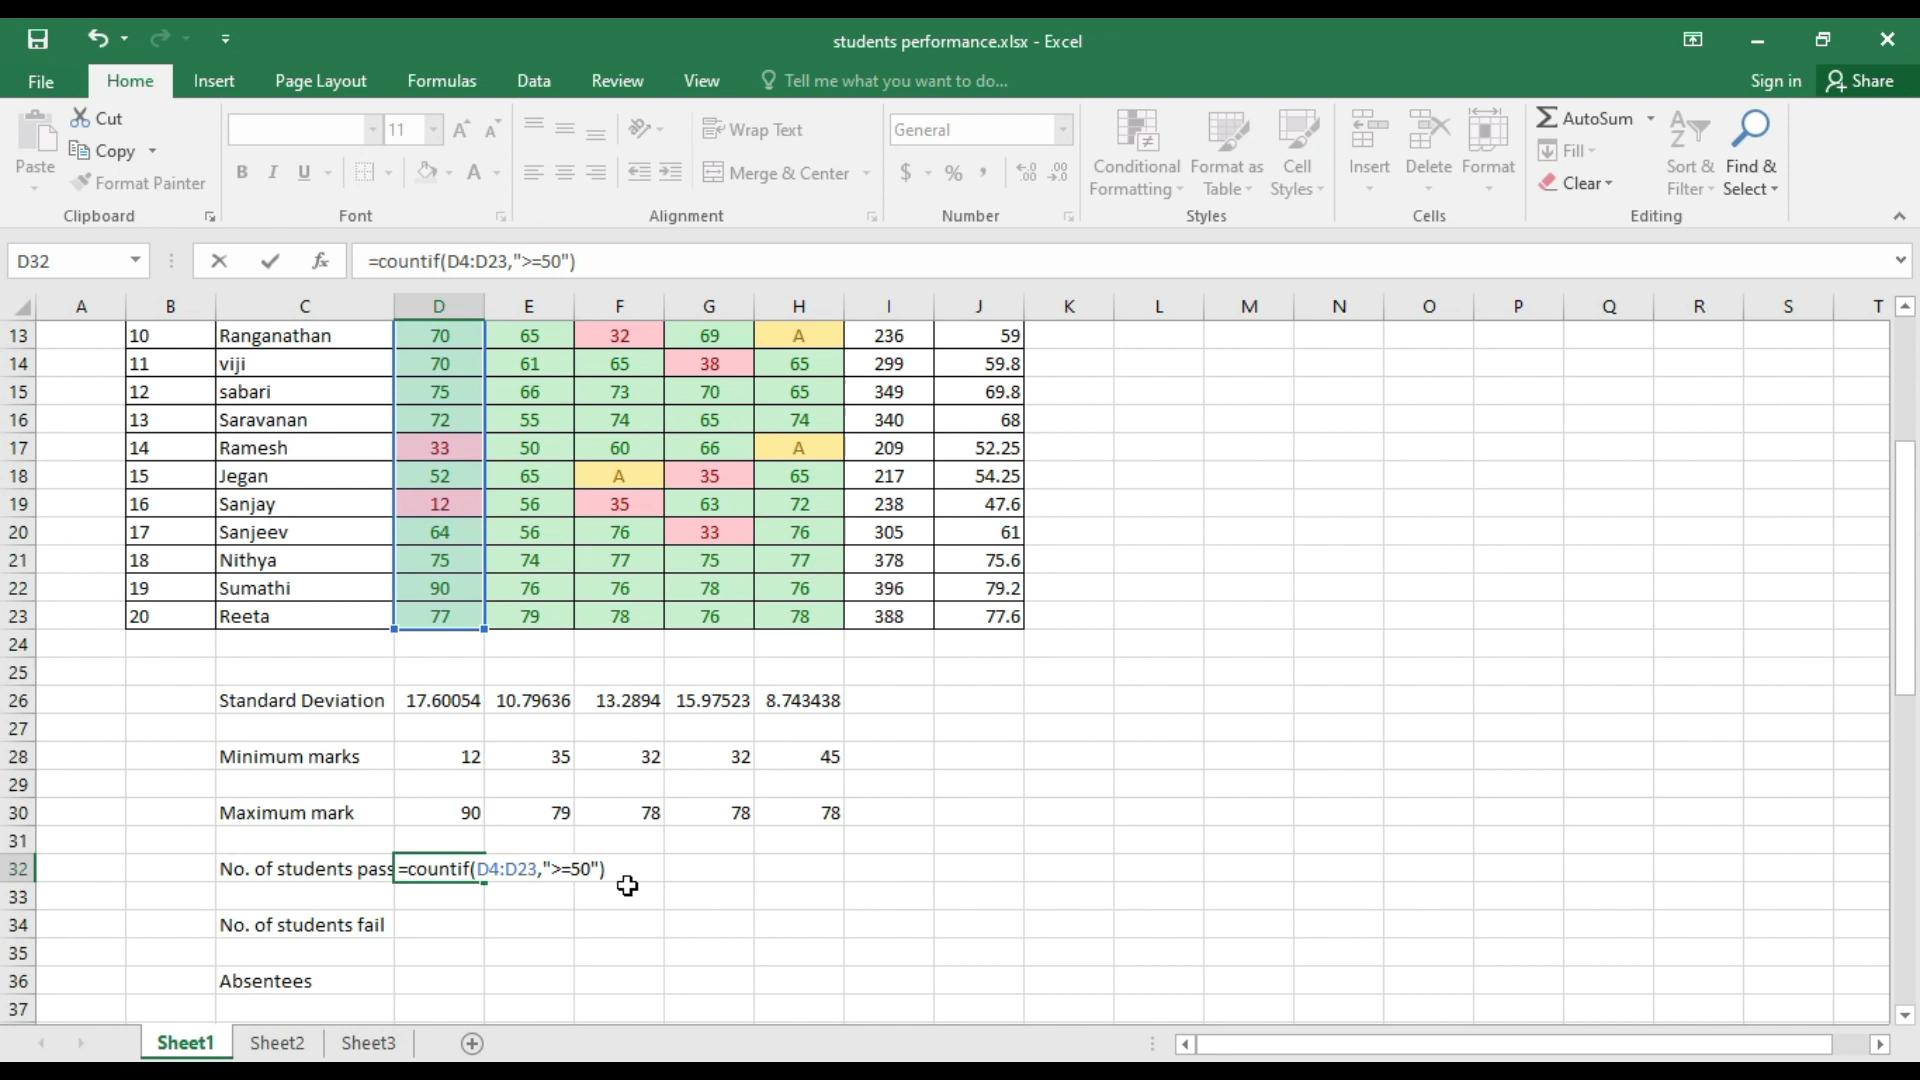 students performance.xlsx - Excel
File Home Insert Page Layout Formulas Data Review View Tell me what you want to do... Sign in Share
Paste Cut Copy Format Painter Clipboard
11 B I U A Font
Wrap Text Merge & Center Alignment
General $ % , Number
Conditional Formatting Format as Table Cell Styles Styles
Insert Delete Format Cells
AutoSum Fill Clear Sort & Filter Find & Select Editing
D32 fx =countif(D4:D23,">=50")
A B C D E F G H I J K L M N O P Q R S T
13 10 Ranganathan 70 65 32 69 A 236 59
14 11 viji 70 61 65 38 65 299 59.8
15 12 sabari 75 66 73 70 65 349 69.8
16 13 Saravanan 72 55 74 65 74 340 68
17 14 Ramesh 33 50 60 66 A 209 52.25
18 15 Jegan 52 65 A 35 65 217 54.25
19 16 Sanjay 12 56 35 63 72 238 47.6
20 17 Sanjeev 64 56 76 33 76 305 61
21 18 Nithya 75 74 77 75 77 378 75.6
22 19 Sumathi 90 76 76 78 76 396 79.2
23 20 Reeta 77 79 78 76 78 388 77.6
24
25
26 Standard Deviation 17.60054 10.79636 13.2894 15.97523 8.743438
27
28 Minimum marks 12 35 32 32 45
29
30 Maximum mark 90 79 78 78 78
31
32 No. of students pass =countif(D4:D23,">=50")
33
34 No. of students fail
35
36 Absentees
37
Sheet1 Sheet2 Sheet3